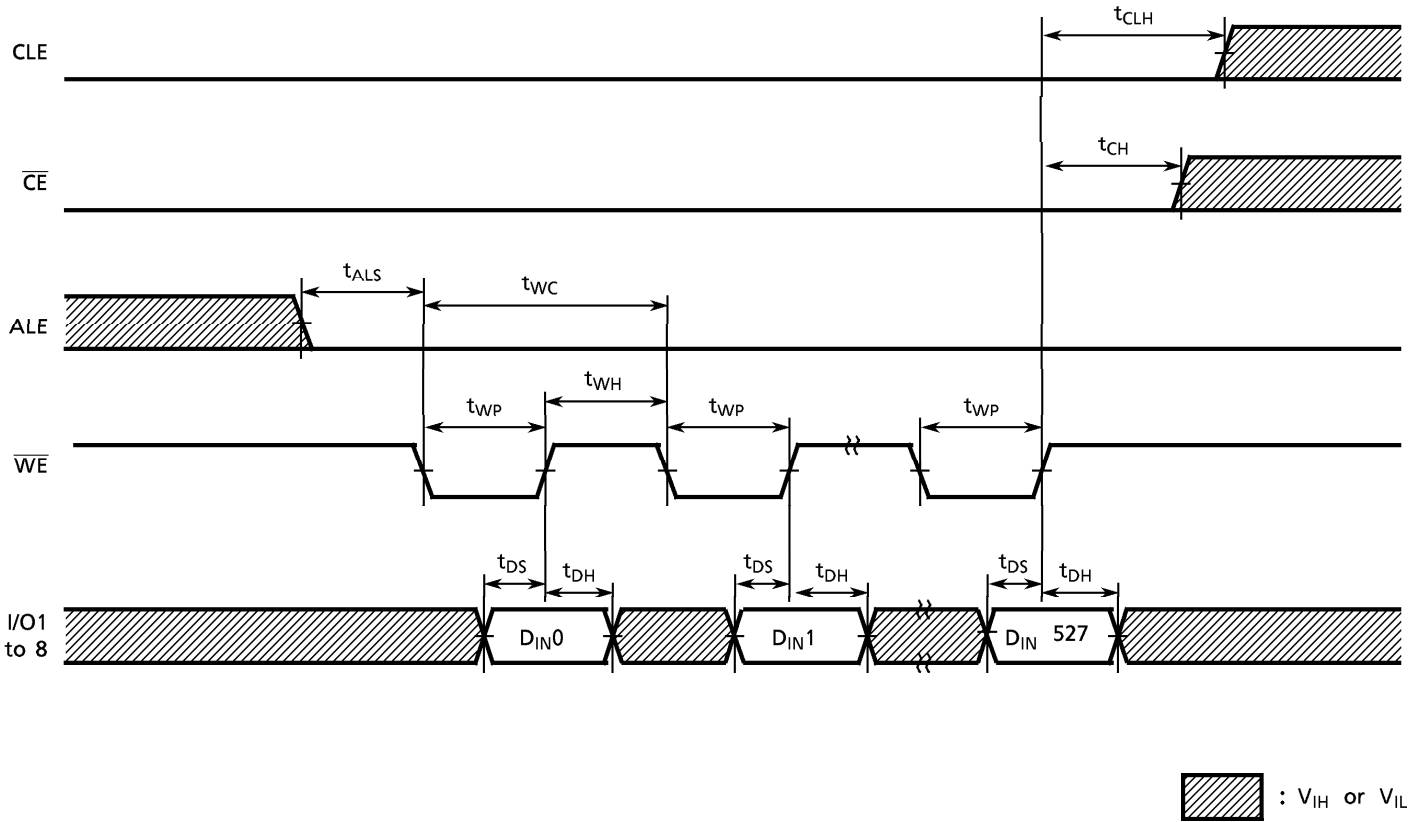 CLE
tCLH
CE
tCH
ALE
tALS
tWC
WE
tWP
tWH
tWP
tWP
I/O1
to 8
tDS
tDH
tDS
tDH
tDS
tDH
DIN0
DIN1
DIN 527
: VIH or VIL